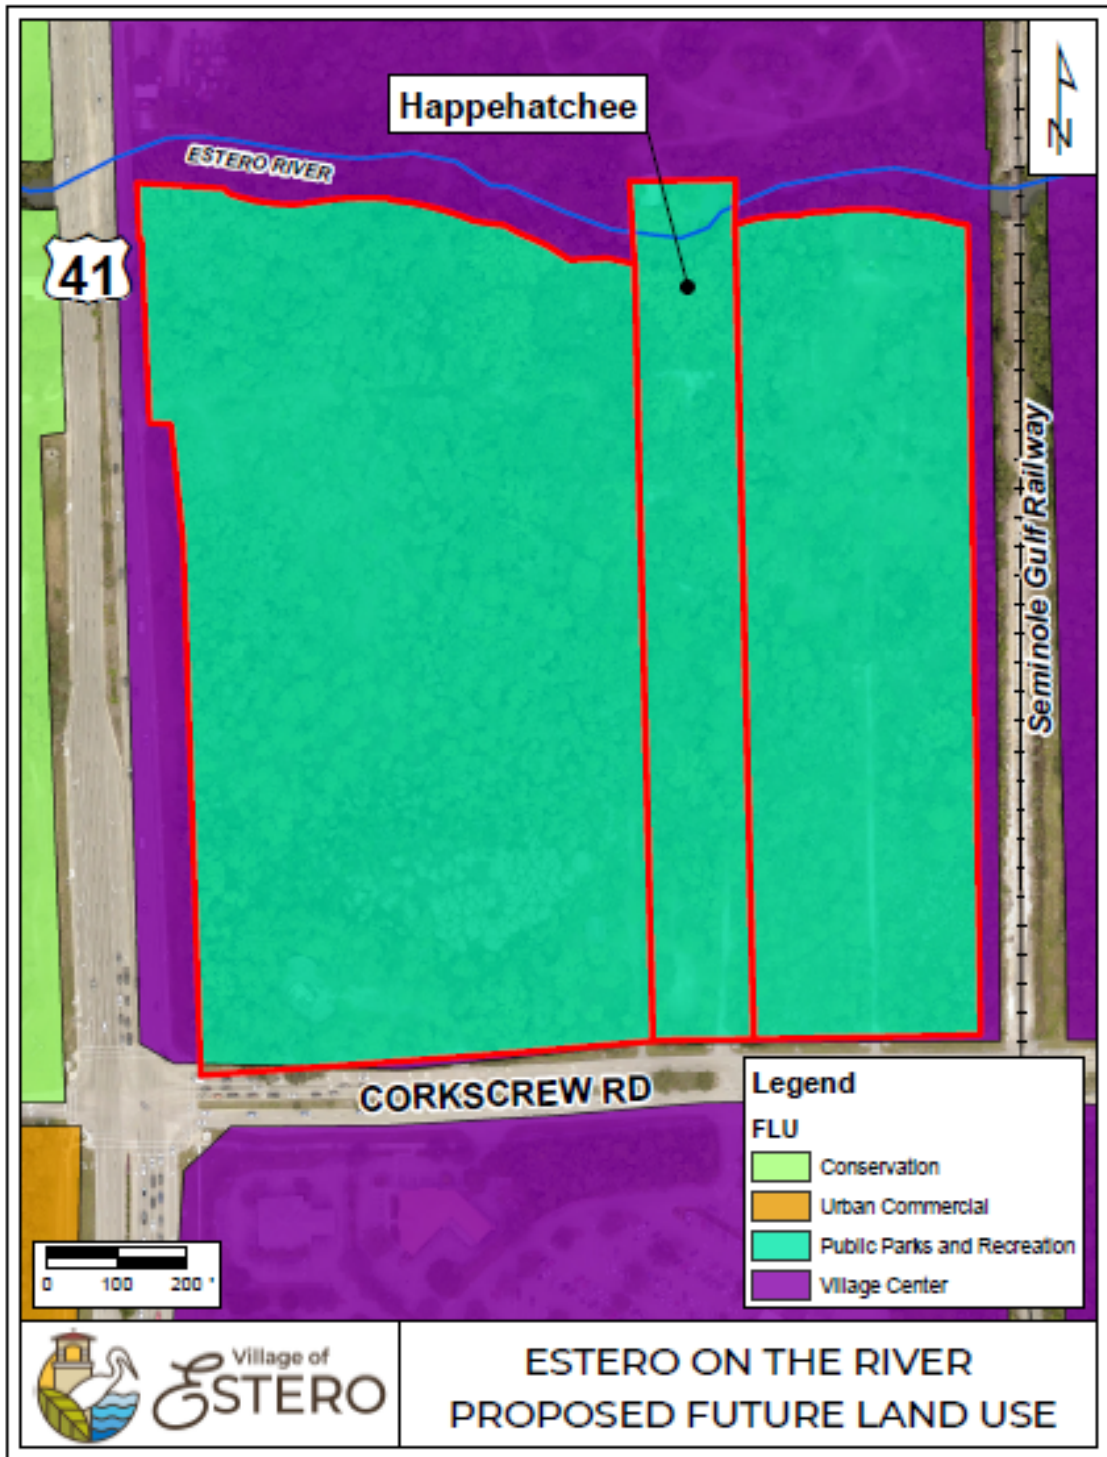 N
Happehatchee
ESTERO RIVER
41
Seminole Gulf Railway
CORKSCREW RD
Legend
FLU
Conservation
Urban Commercial
Public Parks and Recreation
Village Center
0 100 200 '
Village of
ESTERO
ESTERO ON THE RIVER
PROPOSED FUTURE LAND USE